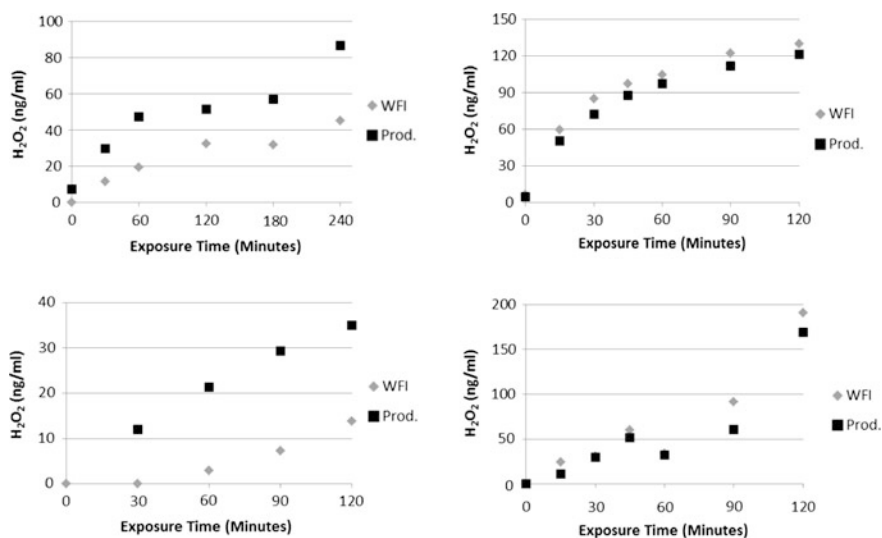 H₂O₂ (ng/ml)
100
80
60
40
20
0
0 60 120 180 240
Exposure Time (Minutes)
WFI
Prod.
H₂O₂ (ng/ml)
150
120
90
60
30
0
0 30 60 90 120
Exposure Time (Minutes)
WFI
Prod.
H₂O₂ (ng/ml)
40
30
20
10
0
0 30 60 90 120
Exposure Time (Minutes)
WFI
Prod.
H₂O₂ (ng/ml)
200
150
100
50
0
0 30 60 90 120
Exposure Time (Minutes)
WFI
Prod.